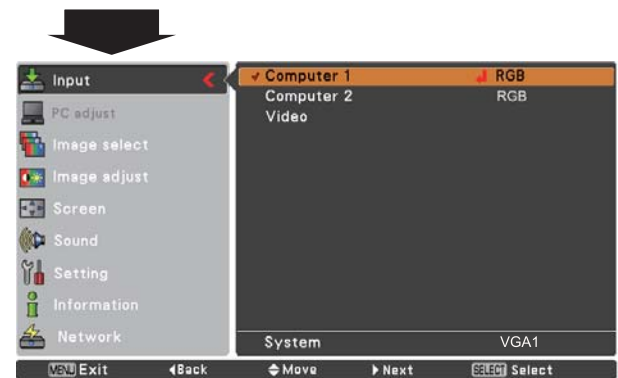 Input
PC adjust
Image select
Image adjust
Screen
Sound
Setting
Information
Network
Computer 1 RGB
Computer 2 RGB
Video
System VGA1
MENU Exit Back Move Next SELECT Select